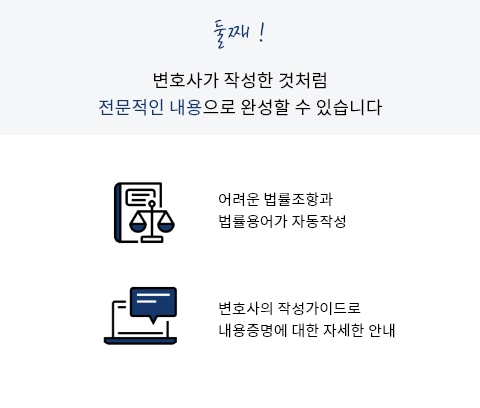 둘째!
변호사가 작성한 것처럼
전문적인 내용으로 완성할 수 있습니다
어려운 법률조항과
법률용어가 자동작성
변호사의 작성가이드로
내용증명에 대한 자세한 안내